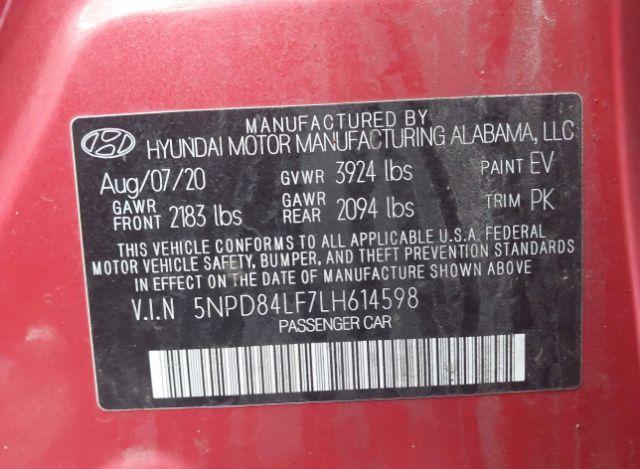 MANUFACTURED BY
HYUNDAI MOTOR MANUFACTURING ALABAMA, LLC
Aug/07/20 GVWR 3924 lbs PAINT EV
GAWR FRONT 2183 lbs GAWR REAR 2094 lbs TRIM PK
THIS VEHICLE CONFORMS TO ALL APPLICABLE U.S.A. FEDERAL
MOTOR VEHICLE SAFETY, BUMPER, AND THEFT PREVENTION STANDARDS
IN EFFECT ON THE DATE OF MANUFACTURE SHOWN ABOVE
V.I.N 5NPD84LF7LH614598
PASSENGER CAR